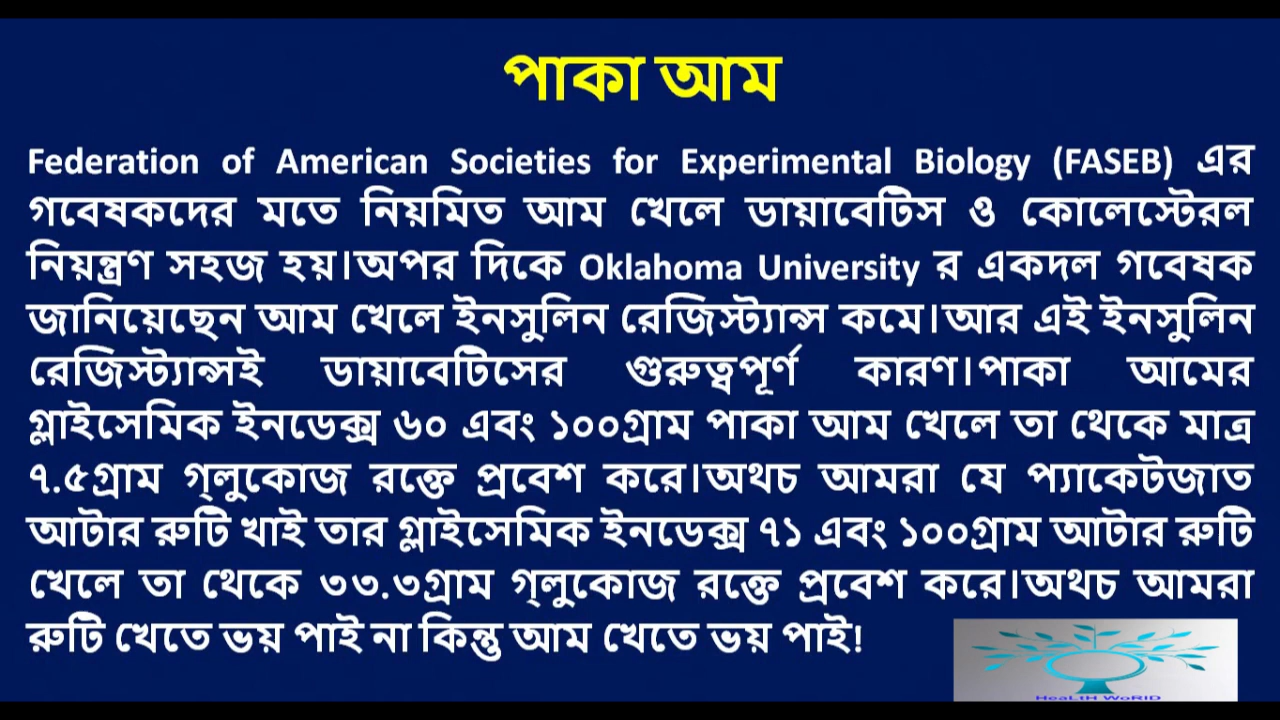 পাকা আম
Federation of American Societies for Experimental Biology (FASEB) এর
গবেষকদের মতে নিয়মিত আম খেলে ডায়াবেটিস ও কোলেস্টেরল
নিয়ন্ত্রণ সহজ হয়।অপর দিকে Oklahoma University র একদল গবেষক
জানিয়েছেন আম খেলে ইনসুলিন রেজিস্ট্যান্স কমে।আর এই ইনসুলিন
রেজিস্ট্যান্সই ডায়াবেটিসের গুরুত্বপূর্ণ কারণ।পাকা আমের
গ্লাইসেমিক ইনডেক্স ৬০ এবং ১০০গ্রাম পাকা আম খেলে তা থেকে মাত্র
৭.৫গ্রাম গ্লুকোজ রক্তে প্রবেশ করে।অথচ আমরা যে প্যাকেটজাত
আটার রুটি খাই তার গ্লাইসেমিক ইনডেক্স ৭১ এবং ১০০গ্রাম আটার রুটি
খেলে তা থেকে ৩৩.৩গ্রাম গ্লুকোজ রক্তে প্রবেশ করে।অথচ আমরা
রুটি খেতে ভয় পাই না কিন্তু আম খেতে ভয় পাই!
HeaLtH WoRlD